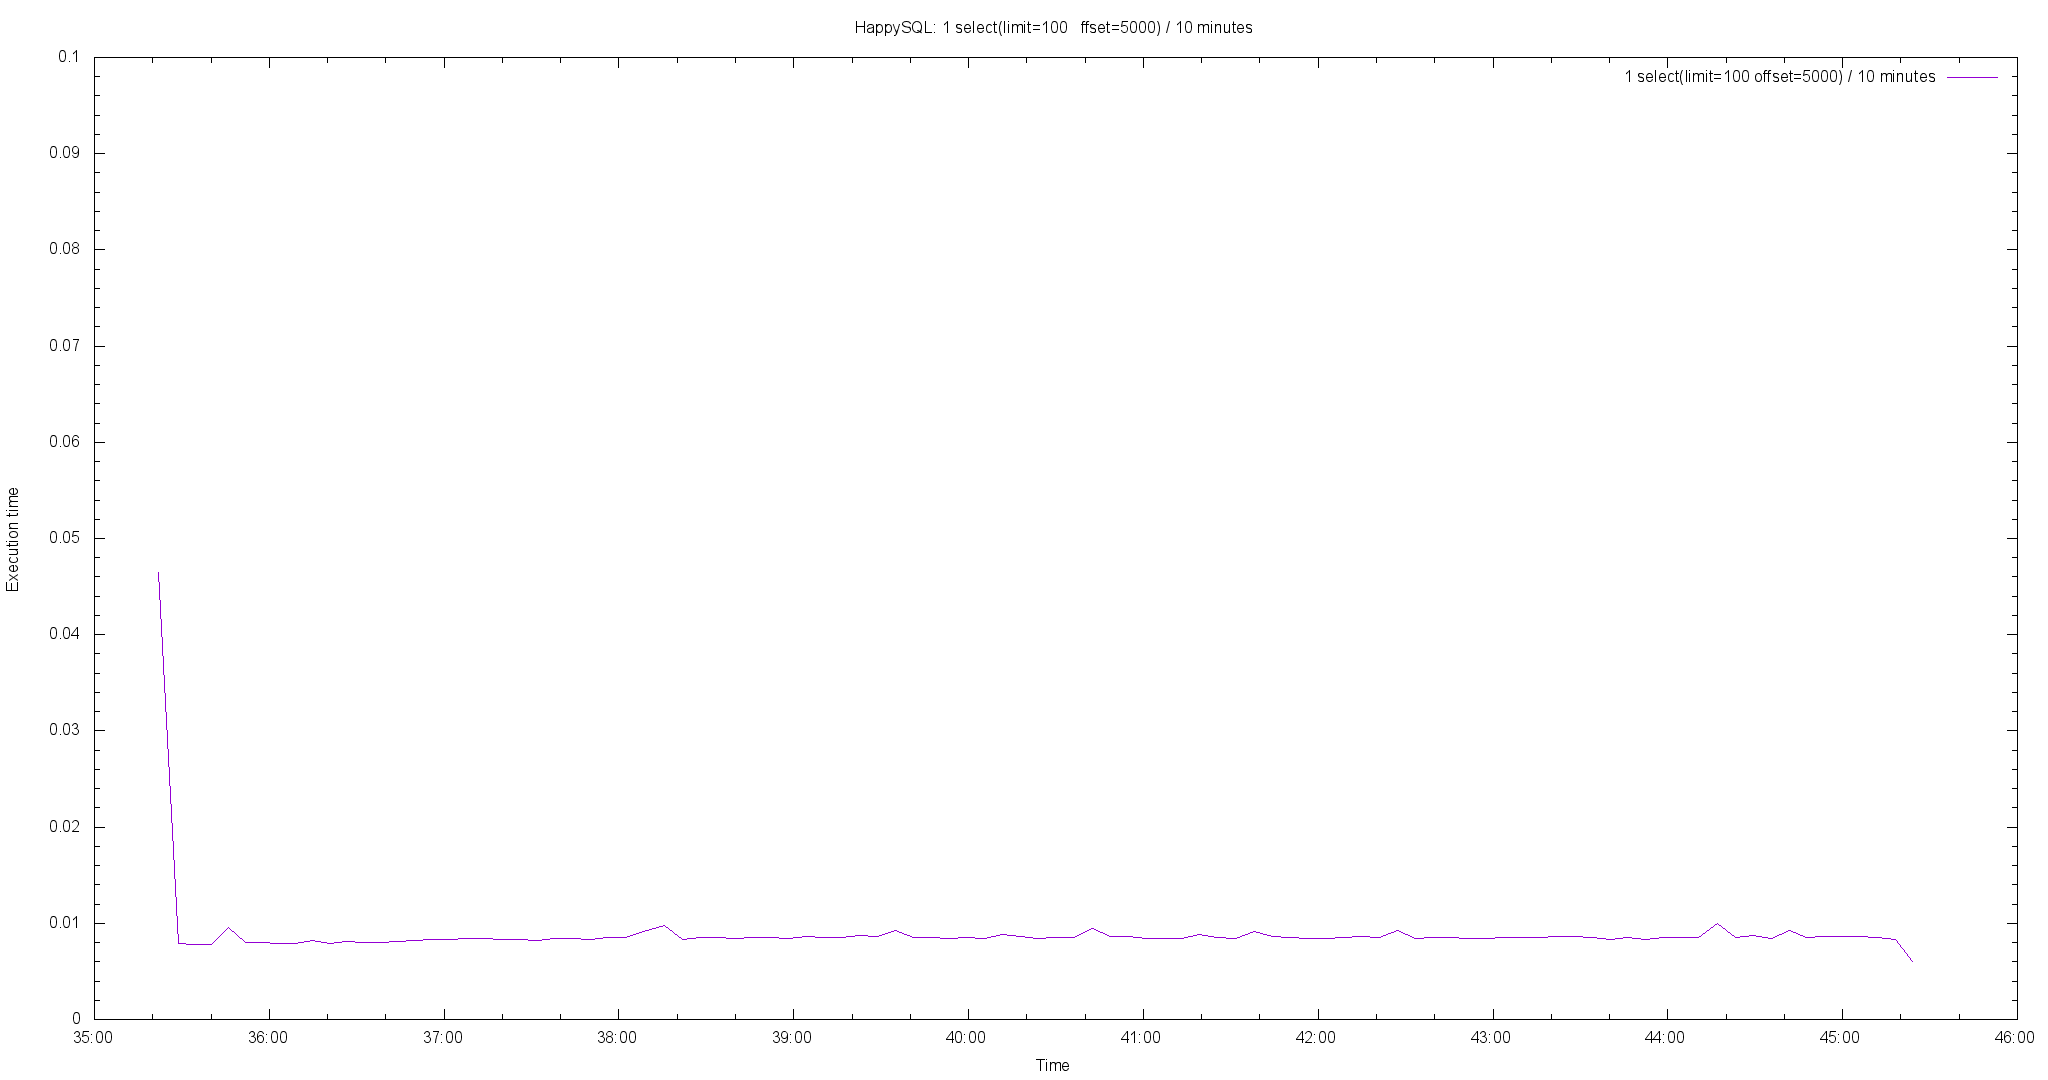 HappySQL: 1 select(limit=100   ffset=5000) / 10 minutes
1 select(limit=100 offset=5000) / 10 minutes
0.1
0.09
0.08
0.07
0.06
0.05
0.04
0.03
0.02
0.01
0
Execution time
35:00 36:00 37:00 38:00 39:00 40:00 41:00 42:00 43:00 44:00 45:00 46:00
Time